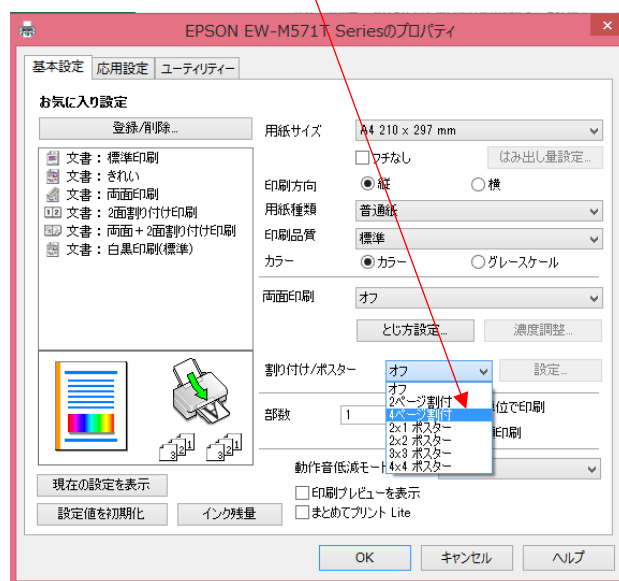 EPSON EW-M571T Seriesのプロパティ
基本設定 応用設定 ユーティリティー
お気に入り設定
登録/削除...
文書：標準印刷
文書：きれい
文書：両面印刷
文書：2面割り付け印刷
文書：両面＋2面割り付け印刷
文書：白黒印刷(標準)
現在の設定を表示
設定値を初期化 インク残量
用紙サイズ A4 210 x 297 mm
フチなし はみ出し量設定...
印刷方向 縦 横
用紙種類 普通紙
印刷品質 標準
カラー カラー グレースケール
両面印刷 オフ
とじ方設定... 濃度調整...
割り付け/ポスター オフ 設定...
オフ
2ページ割付
4ページ割付
2x1 ポスター
2x2 ポスター
3x3 ポスター
4x4 ポスター
部数 1 位で印刷
印刷
動作音低減モード
印刷プレビューを表示
まとめてプリント Lite
OK キャンセル ヘルプ